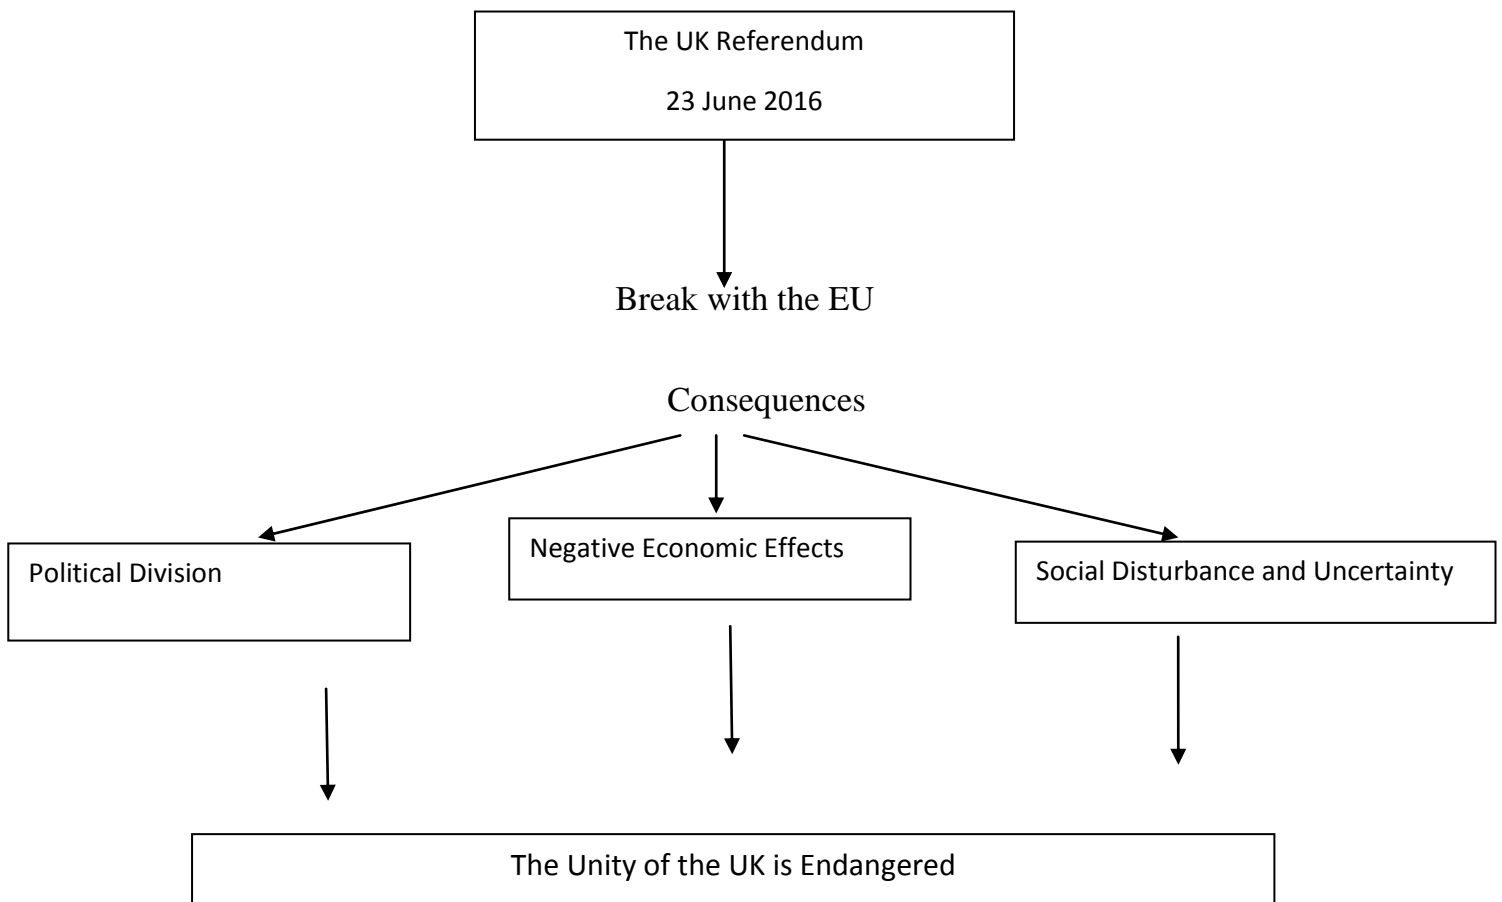 The UK Referendum
23 June 2016
Break with the EU
Consequences
Political Division
Negative Economic Effects
Social Disturbance and Uncertainty
The Unity of the UK is Endangered